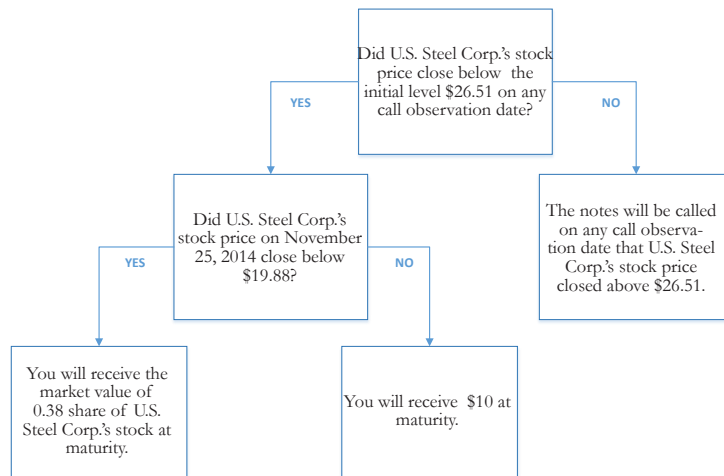 Did U.S. Steel Corp.'s stock
price close below the
initial level $26.51 on any
call observation date?
YES
NO
Did U.S. Steel Corp.'s
stock price on November
25, 2014 close below
$19.88?
The notes will be called
on any call observa-
tion date that U.S. Steel
Corp.'s stock price
closed above $26.51.
YES
NO
You will receive the
market value of
0.38 share of U.S.
Steel Corp.'s stock at
maturity.
You will receive $10 at
maturity.